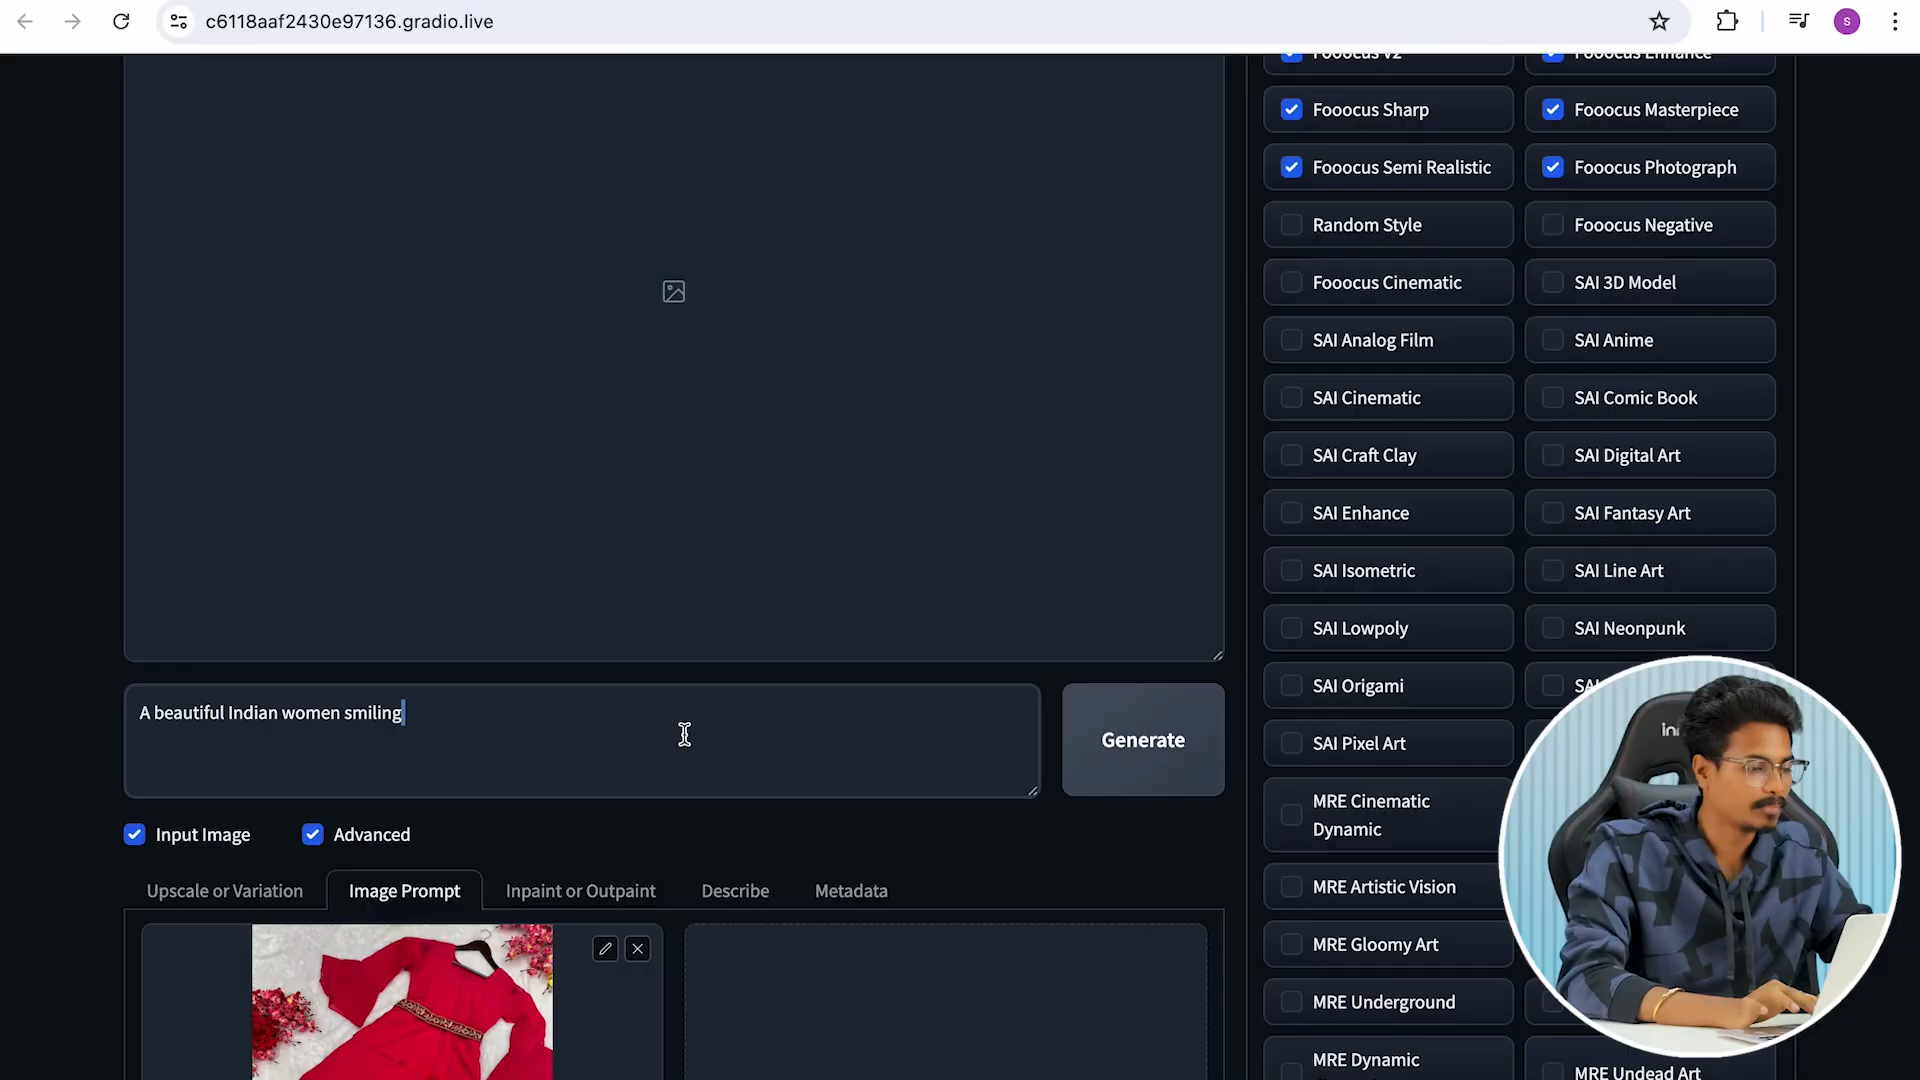 c6118aaf2430e97136.gradio.live
S
Fooocus V2
Fooocus Enhance
Fooocus Sharp
Fooocus Masterpiece
Fooocus Semi Realistic
Fooocus Photograph
Random Style
Fooocus Negative
Fooocus Cinematic
SAI 3D Model
SAI Analog Film
SAI Anime
SAI Cinematic
SAI Comic Book
SAI Craft Clay
SAI Digital Art
SAI Enhance
SAI Fantasy Art
SAI Isometric
SAI Line Art
SAI Lowpoly
SAI Neonpunk
SAI Origami
SAI Pixel Art
MRE Cinematic
Dynamic
MRE Artistic Vision
MRE Gloomy Art
MRE Underground
MRE Dynamic
MRE Undead Art
A beautiful Indian women smiling
Generate
Input Image
Advanced
Upscale or Variation
Image Prompt
Inpaint or Outpaint
Describe
Metadata